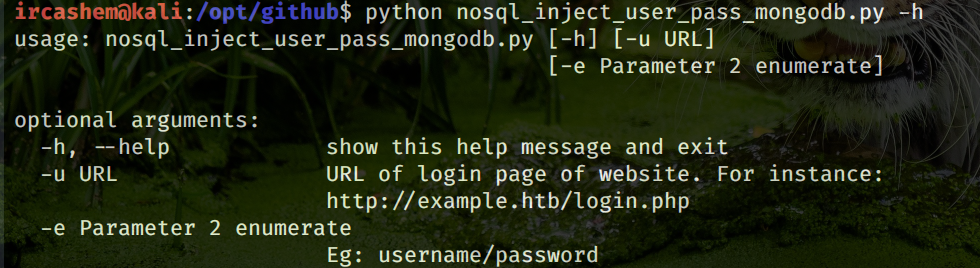 ircashem@kali:/opt/github$ python nosql_inject_user_pass_mongodb.py -h
usage: nosql_inject_user_pass_mongodb.py [-h] [-u URL]
[-e Parameter 2 enumerate]
optional arguments:
-h, --help show this help message and exit
-u URL URL of login page of website. For instance:
http://example.htb/login.php
-e Parameter 2 enumerate
Eg: username/password